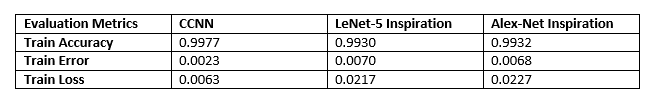 Evaluation Metrics CCNN LeNet-5 Inspiration Alex-Net Inspiration
Train Accuracy 0.9977 0.9930 0.9932
Train Error 0.0023 0.0070 0.0068
Train Loss 0.0063 0.0217 0.0227